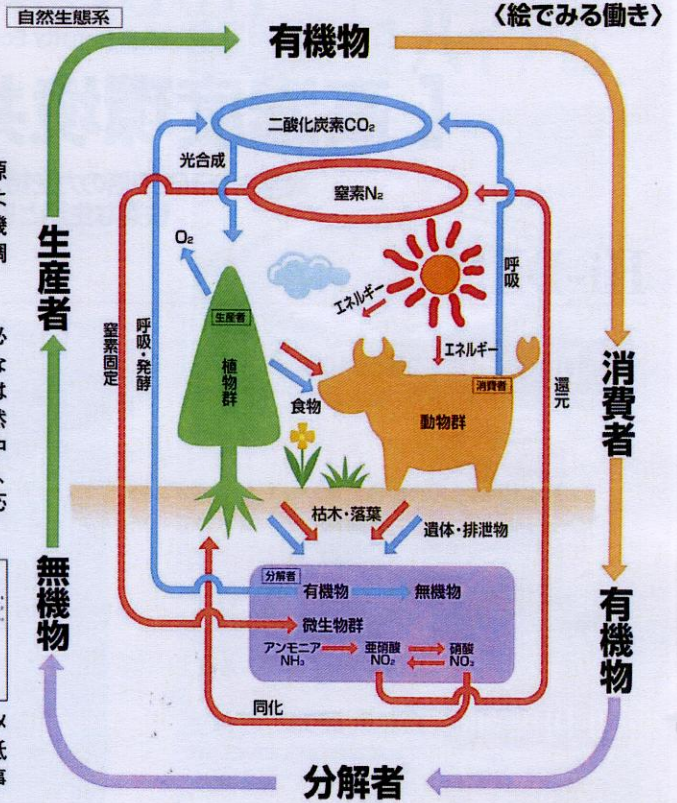 自然生態系
〈絵でみる働き〉
有機物
二酸化炭素CO₂
光合成
窒素N₂
O₂
呼吸
エネルギー
エネルギー
生産者
生産者
窒素固定
呼吸・発酵
植物群
食物
消費者
動物群
還元
消費者
枯木・落葉
遺体・排泄物
無機物
分解者
有機物
無機物
微生物群
アンモニア
NH₃
亜硝酸
NO₂
硝酸
NO₃
有機物
同化
分解者